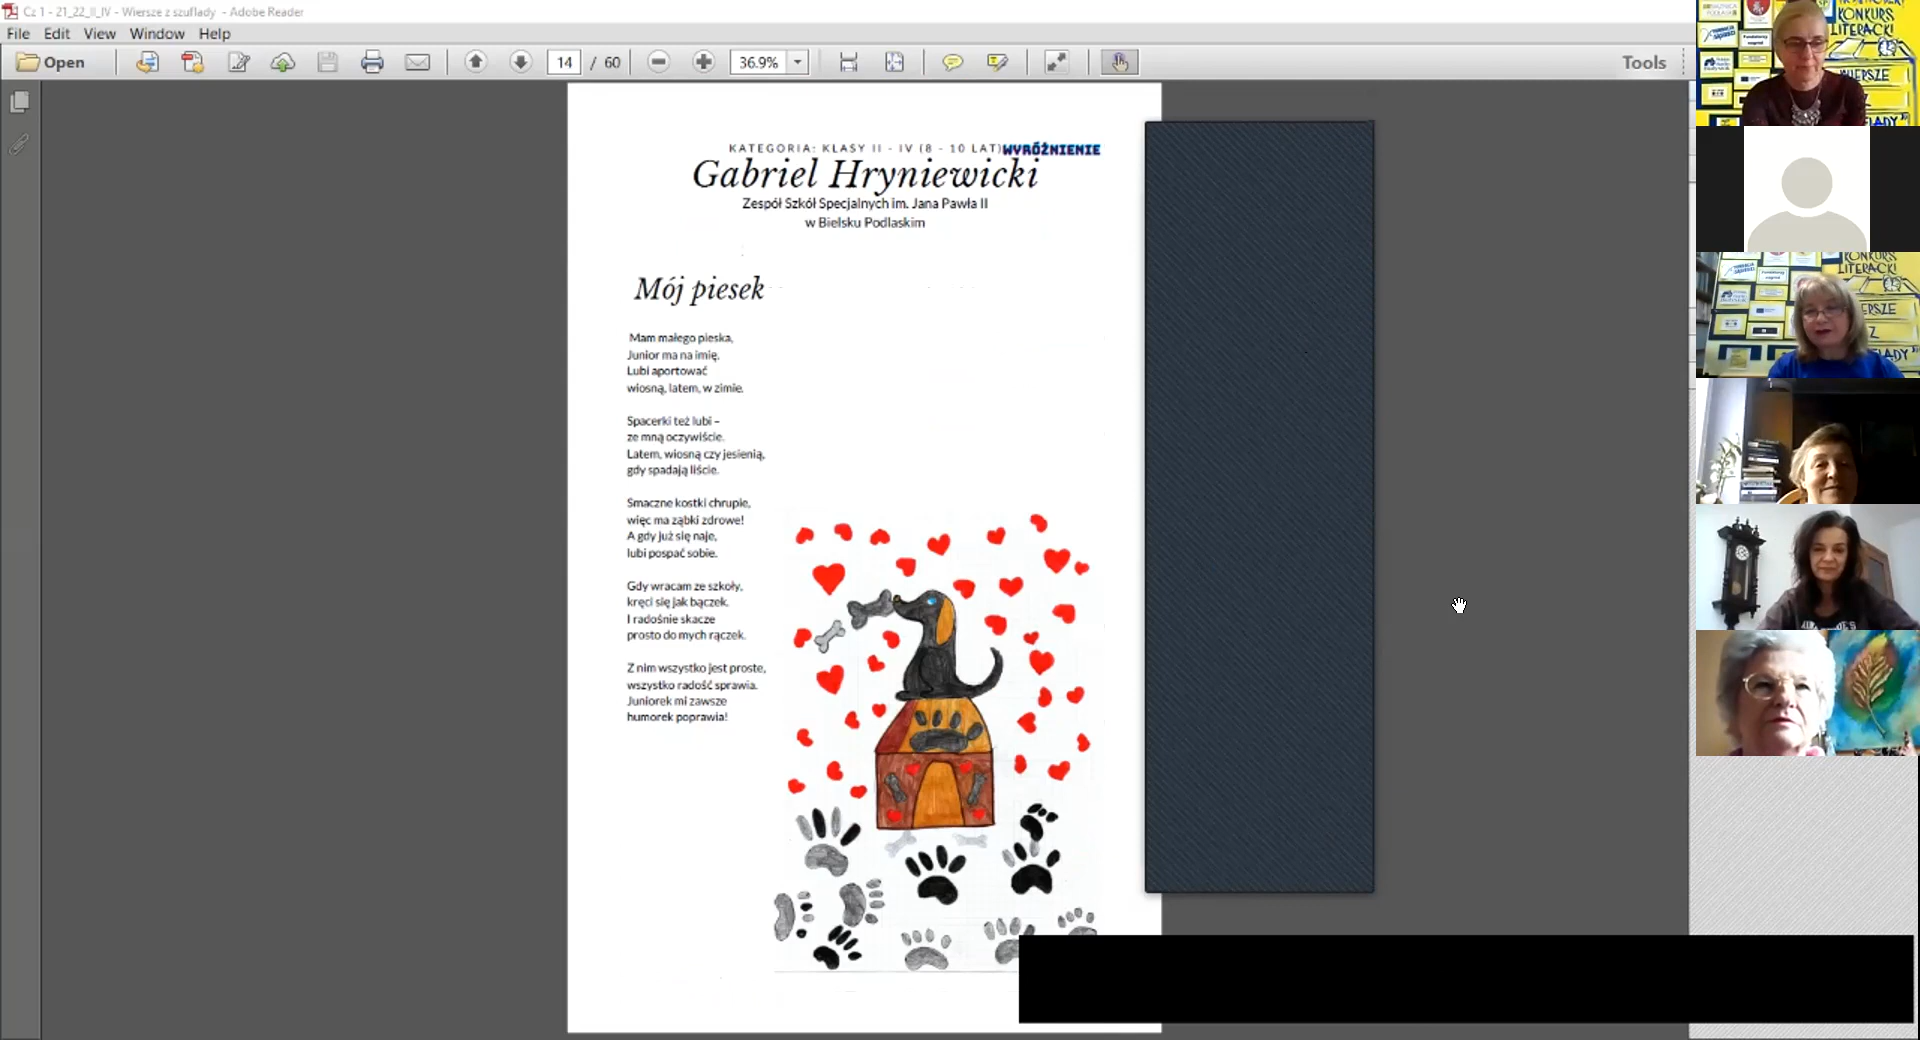 Cz 1 - 21_22_II_IV - Wiersze z szuflady - Adobe Reader
File Edit View Window Help
Open 14 / 60 36.9% Tools
KATEGORIA: KLASY II - IV (8 - 10 LAT) WYRÓŻNIENIE
Gabriel Hryniewicki
Zespół Szkół Specjalnych im. Jana Pawła II
w Bielsku Podlaskim
Mój piesek
Mam małego pieska,
Junior ma na imię.
Lubi aportować
wiosną, latem, w zimie.
Spacerki też lubi –
ze mną oczywiście.
Latem, wiosną czy jesienią,
gdy spadają liście.
Smaczne kostki chrupie,
więc ma ząbki zdrowe!
A gdy już się naje,
lubi pospać sobie.
Gdy wracam ze szkoły,
kręci się jak bączek.
I radośnie skacze
prosto do mych rączek.
Z nim wszystko jest proste,
wszystko radość sprawia.
Juniorek mi zawsze
humorek poprawia!
KONKURS
LITERACKI
WIERSZE
Z
KONKURS
LITERACKI
Z